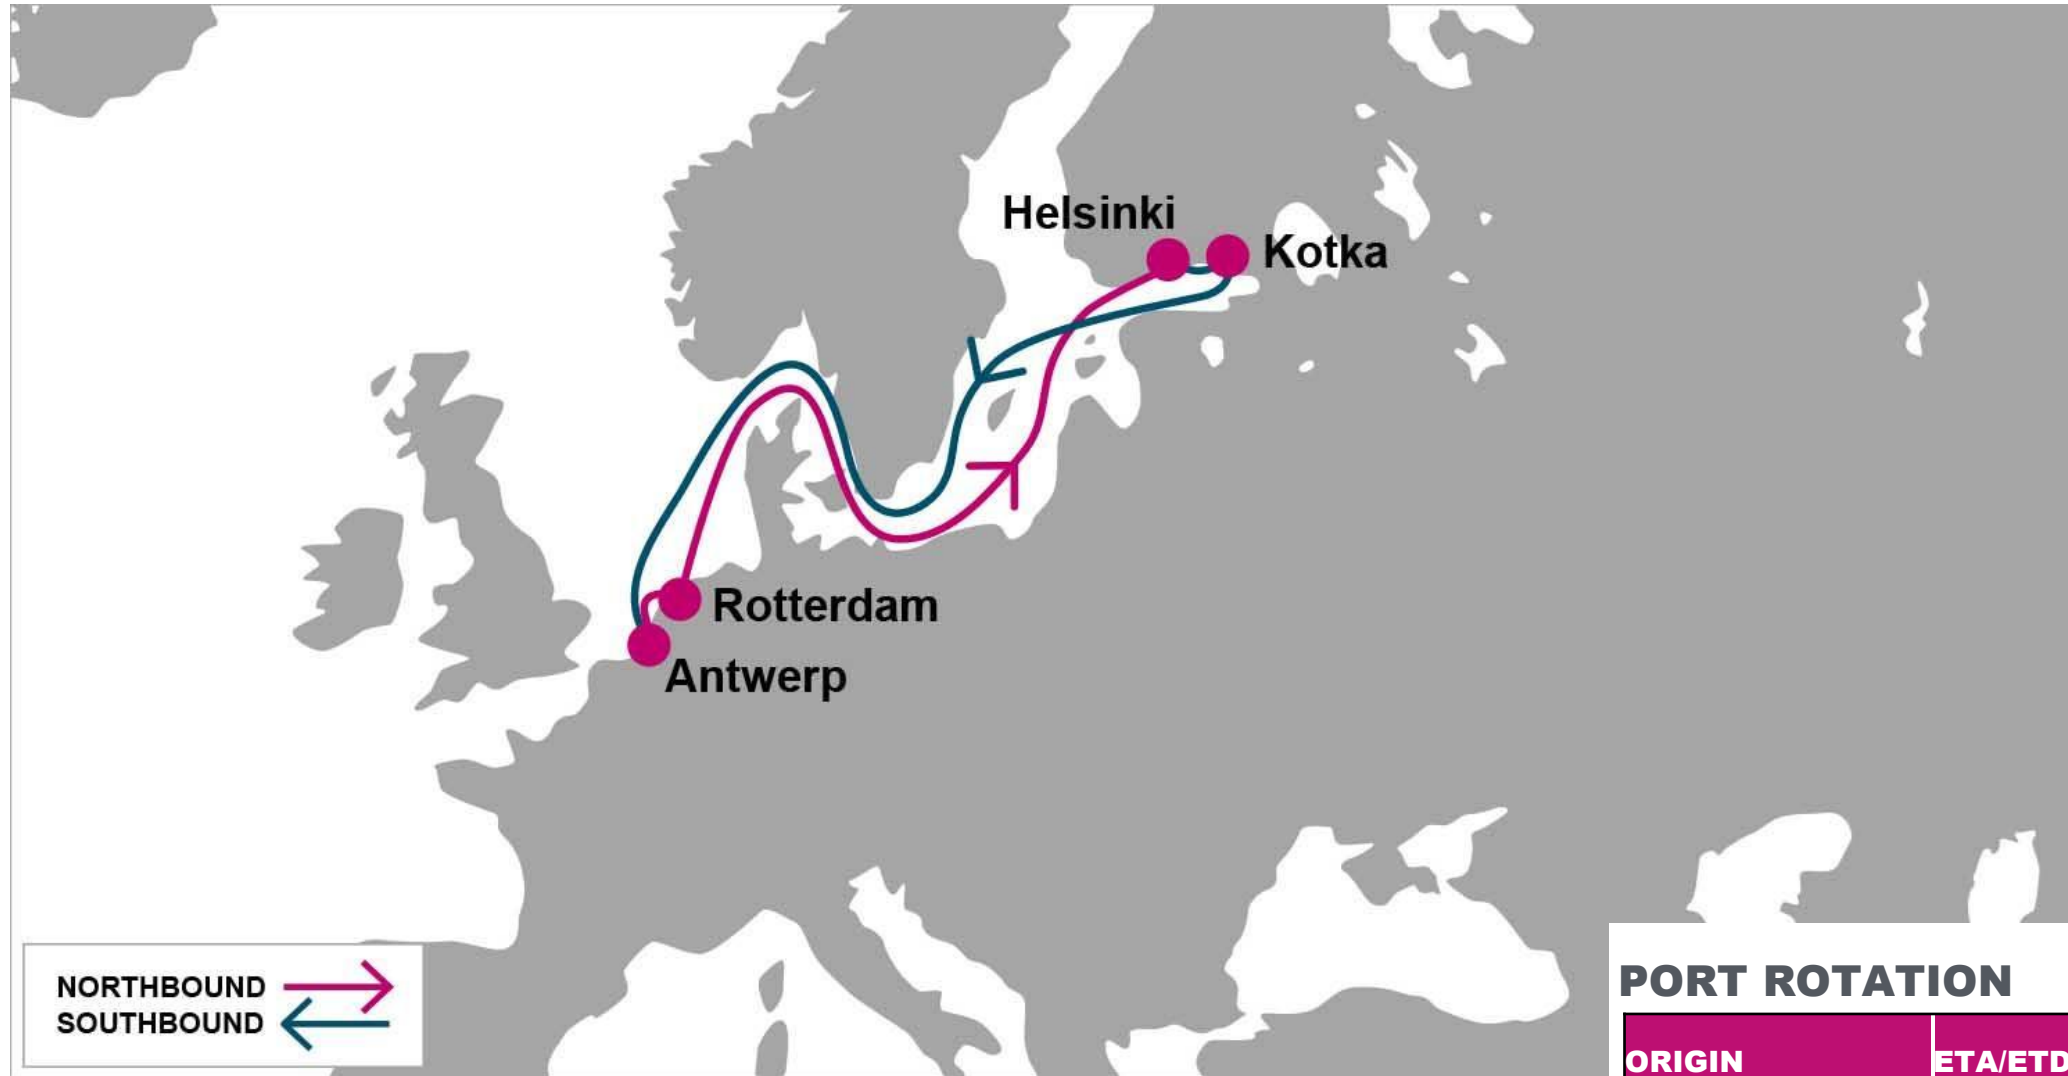 Helsinki
Kotka
Rotterdam
Antwerp
NORTHBOUND
SOUTHBOUND
PORT ROTATION
ORIGIN
ETA/ETD